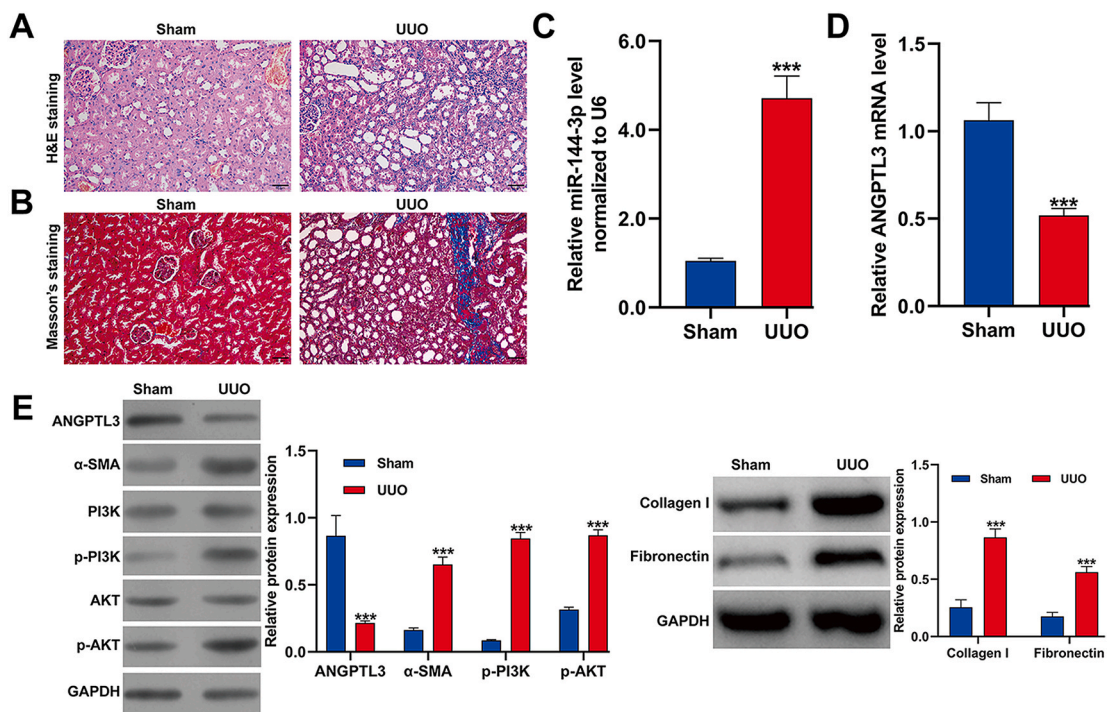 A
Sham
UUO
H&E staining
B
Sham
UUO
Masson's staining
C
Relative miR-144-3p level
normalized to U6
6.0
4.0
2.0
0.0
***
Sham
UUO
D
Relative ANGPTL3 mRNA level
1.5
1.0
0.5
0.0
***
Sham
UUO
E
Sham
UUO
ANGPTL3
α-SMA
PI3K
p-PI3K
AKT
p-AKT
GAPDH
Relative protein expression
1.5
1.0
0.5
0.0
Sham
UUO
***
***
***
***
ANGPTL3
α-SMA
p-PI3K
p-AKT
Sham
UUO
Collagen I
Fibronectin
GAPDH
Relative protein expression
1.5
1.0
0.5
0.0
Sham
UUO
***
***
Collagen I
Fibronectin